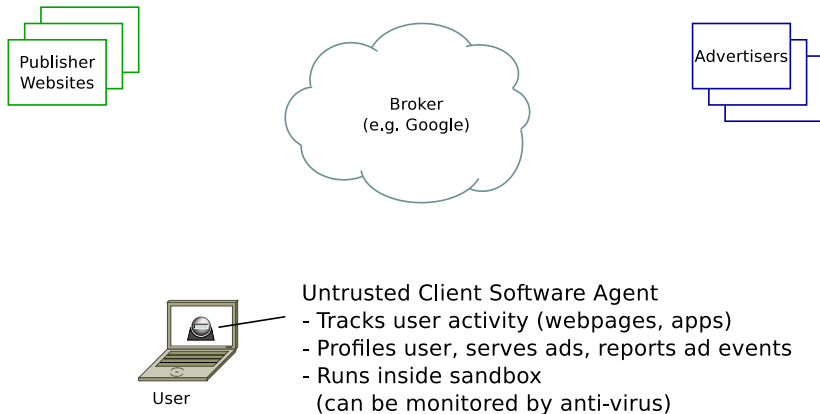 Publisher
Websites
Broker
(e.g. Google)
Advertisers
Untrusted Client Software Agent
- Tracks user activity (webpages, apps)
- Profiles user, serves ads, reports ad events
- Runs inside sandbox
(can be monitored by anti-virus)
User